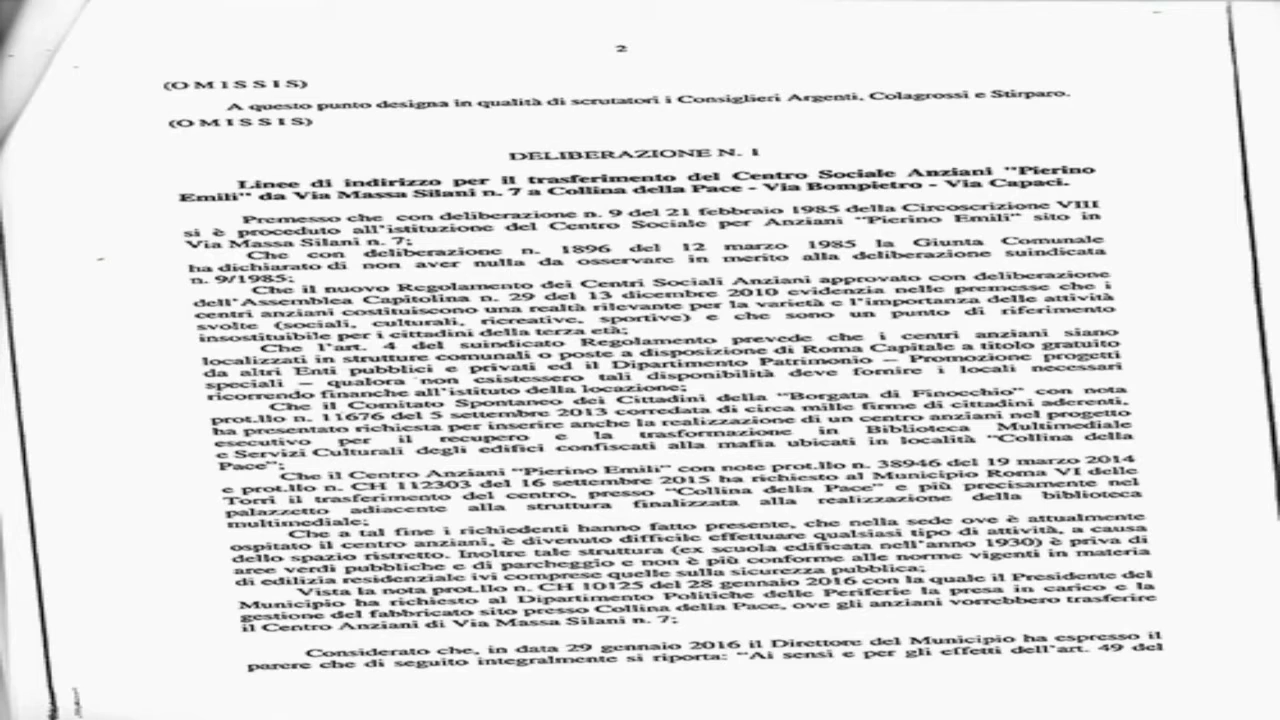 2
(O M I S S I S)
A questo punto designa in qualità di scrutatori i Consiglieri Argenti, Colagrossi e Stirparo.
(O M I S S I S)
DELIBERAZIONE N. 1
Linee di indirizzo per il trasferimento del Centro Sociale Anziani "Pierino
Emili" da Via Massa Silani n. 7 a Collina della Pace - Via Bompietro - Via Capaci.
Premesso che con deliberazione n. 9 del 21 febbraio 1985 della Circoscrizione VIII
si è proceduto all'istituzione del Centro Sociale per Anziani "Pierino Emili" sito in
Via Massa Silani n. 7;
Che con deliberazione n. 1896 del 12 marzo 1985 la Giunta Comunale
ha dichiarato di non aver nulla da osservare in merito alla deliberazione suindicata
n. 9/1985;
Che il nuovo Regolamento dei Centri Sociali Anziani approvato con deliberazione
dell'Assemblea Capitolina n. 29 del 13 dicembre 2010 evidenzia nelle premesse che i
centri anziani costituiscono una realtà rilevante per la varietà e l'importanza delle attività
svolte (sociali, culturali, ricreative, sportive) e che sono un punto di riferimento
insostituibile per i cittadini della terza età;
Che l'art. 4 del suindicato Regolamento prevede che i centri anziani siano
localizzati in strutture comunali o poste a disposizione di Roma Capitale a titolo gratuito
da altri Enti pubblici e privati ed il Dipartimento Patrimonio – Promozione progetti
speciali – qualora non esistessero tali disponibilità deve fornire i locali necessari
ricorrendo finanche all'istituto della locazione;
Che il Comitato Spontaneo dei Cittadini della "Borgata di Finocchio" con nota
prot.llo n. 11676 del 5 settembre 2013 corredata di circa mille firme di cittadini aderenti,
ha presentato richiesta per inserire anche la realizzazione di un centro anziani nel progetto
esecutivo per il recupero e la trasformazione in Biblioteca Multimediale
e Servizi Culturali degli edifici confiscati alla mafia ubicati in località "Collina della
Pace";
Che il Centro Anziani "Pierino Emili" con note prot.llo n. 38946 del 19 marzo 2014
e prot.llo n. CH 112303 del 16 settembre 2015 ha richiesto al Municipio Roma VI delle
Torri il trasferimento del centro, presso "Collina della Pace" e più precisamente nel
palazzetto adiacente alla struttura finalizzata alla realizzazione della biblioteca
multimediale;
Che a tal fine i richiedenti hanno fatto presente, che nella sede ove è attualmente
ospitato il centro anziani, è divenuto difficile effettuare qualsiasi tipo di attività, a causa
dello spazio ristretto. Inoltre tale struttura (ex scuola edificata nell'anno 1930) è priva di
aree verdi pubbliche e di parcheggio e non è più conforme alle norme vigenti in materia
di edilizia residenziale ivi comprese quelle sulla sicurezza pubblica;
Vista la nota prot.llo n. CH 10125 del 28 gennaio 2016 con la quale il Presidente del
Municipio ha richiesto al Dipartimento Politiche delle Periferie la presa in carico e la
gestione del fabbricato sito presso Collina della Pace, ove gli anziani vorrebbero trasferire
il Centro Anziani di Via Massa Silani n. 7;
Considerato che, in data 29 gennaio 2016 il Direttore del Municipio ha espresso il
parere che di seguito integralmente si riporta: "Ai sensi e per gli effetti dell'art. 49 del